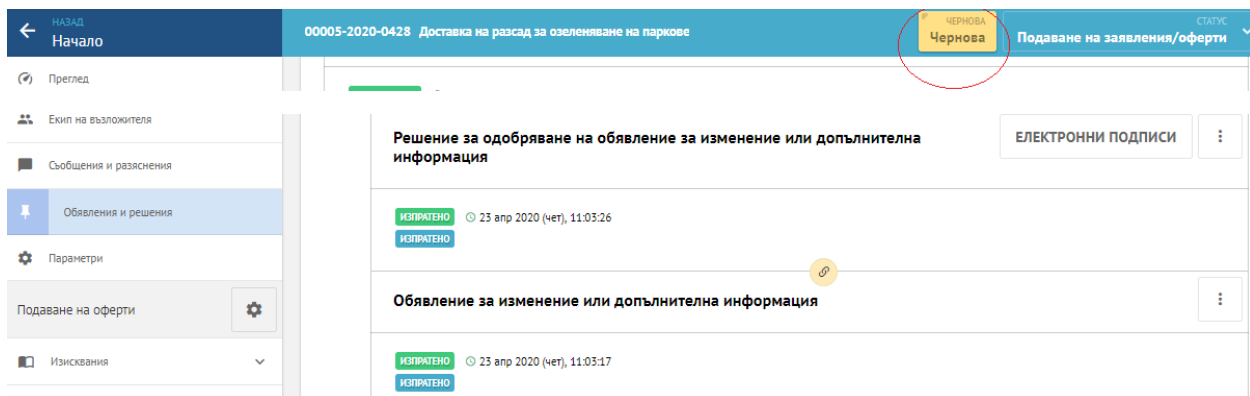 НАЗАД
Начало
00005-2020-0428 Доставка на разсад за озеленяване на паркове
ЧЕРНОВА
Чернова
СТАТУС
Подаване на заявления/оферти
Преглед
Екип на възложителя
Съобщения и разяснения
Обявления и решения
Параметри
Подаване на оферти
Изисквания
Решение за одобряване на обявление за изменение или допълнителна
информация
ЕЛЕКТРОННИ ПОДПИСИ
ИЗПРАТЕНО 23 апр 2020 (чет), 11:03:26
ИЗПРАТЕНО
Обявление за изменение или допълнителна информация
ИЗПРАТЕНО 23 апр 2020 (чет), 11:03:17
ИЗПРАТЕНО